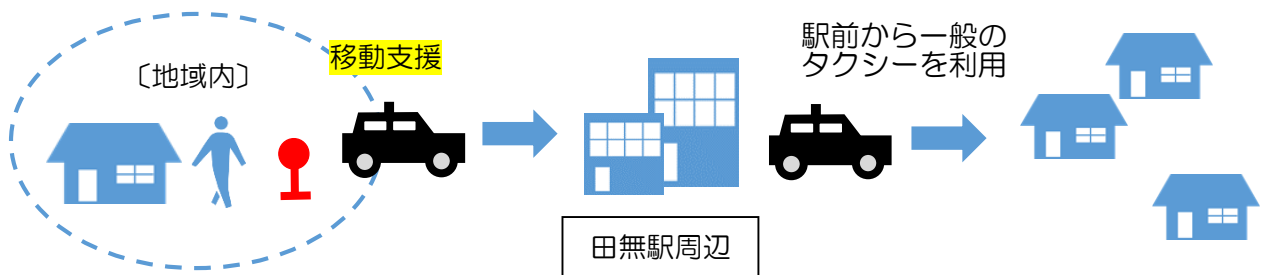 〔地域内〕
移動支援
駅前から一般の
タクシーを利用
田無駅周辺